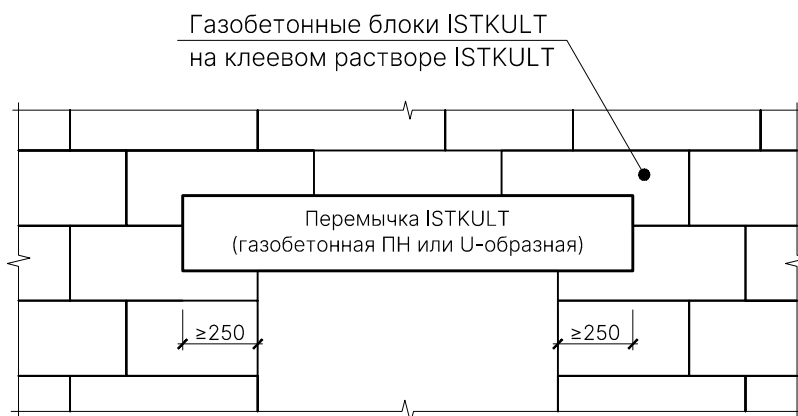 Газобетонные блоки ISTKULT
на клеевом растворе ISTKULT
Перемычка ISTKULT
(газобетонная ПН или U-образная)
≥250
≥250